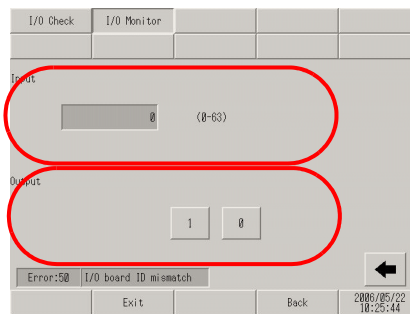 I/O Check I/O Monitor
Input
0 (0-63)
Output
1 0
Error:50 I/O board ID mismatch
Exit Back 2006/05/22
10:25:44